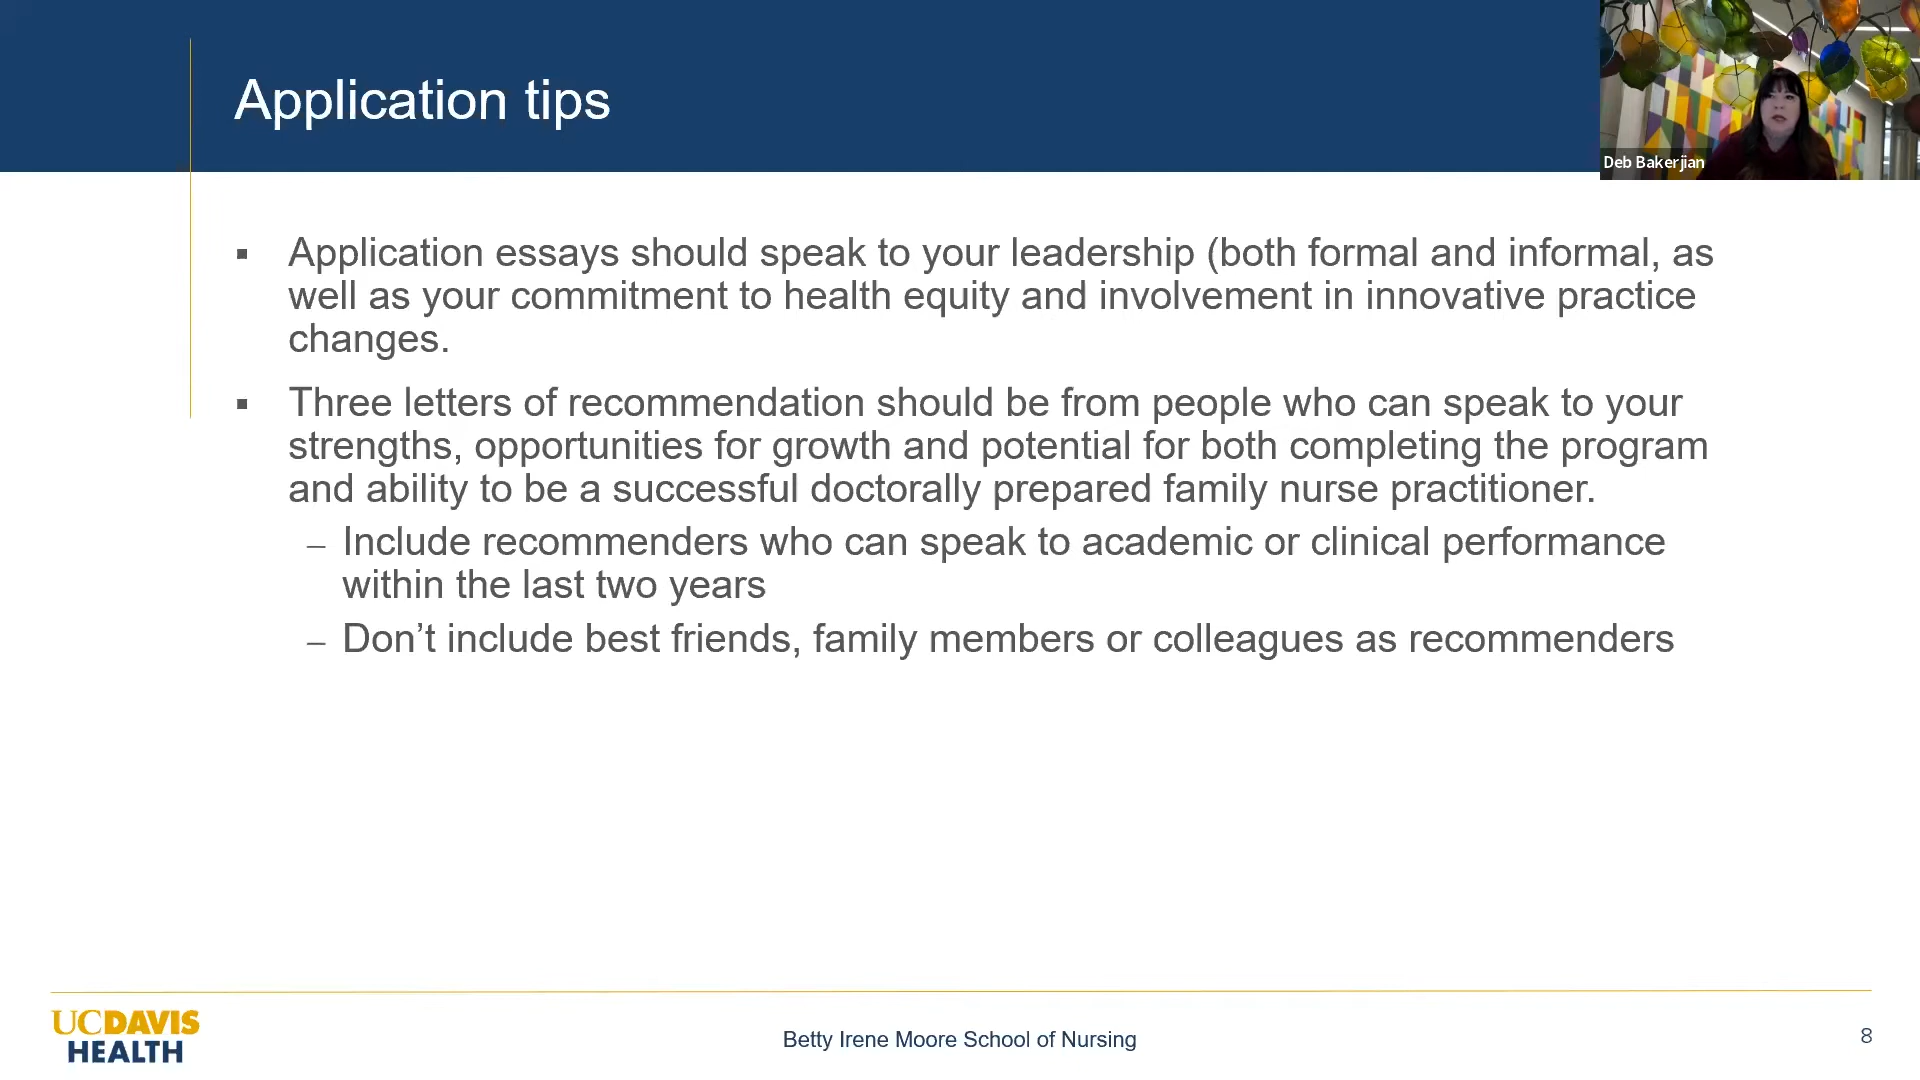 Application tips
Deb Bakerjian
▪ Application essays should speak to your leadership (both formal and informal, as
well as your commitment to health equity and involvement in innovative practice
changes.
▪ Three letters of recommendation should be from people who can speak to your
strengths, opportunities for growth and potential for both completing the program
and ability to be a successful doctorally prepared family nurse practitioner.
– Include recommenders who can speak to academic or clinical performance
within the last two years
– Don’t include best friends, family members or colleagues as recommenders
UCDAVIS
HEALTH
Betty Irene Moore School of Nursing
8